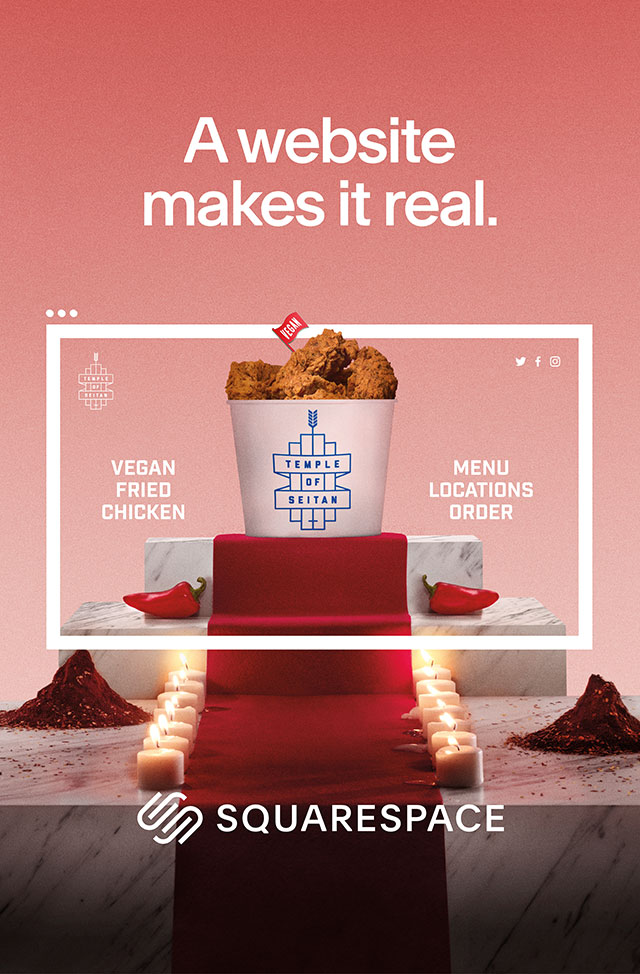 A website
makes it real.
VEGAN
TEMPLE
OF
SEITAN
VEGAN
FRIED
CHICKEN
TEMPLE
OF
SEITAN
MENU
LOCATIONS
ORDER
SQUARESPACE